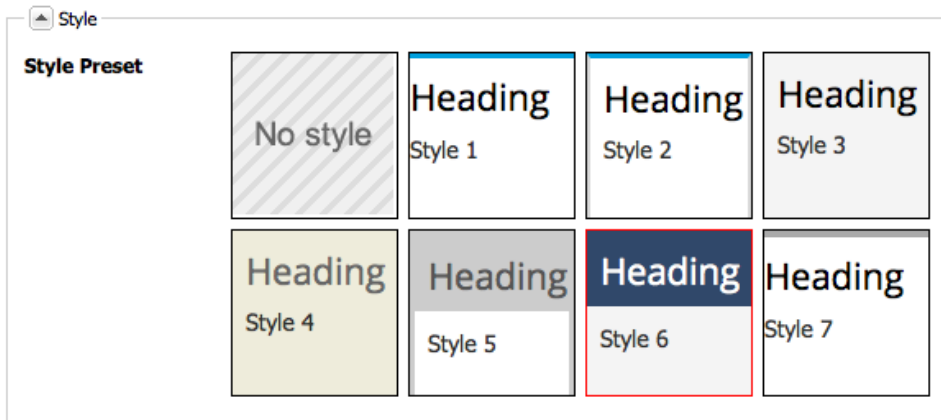 Style
Style Preset
No style
Heading
Style 1
Heading
Style 2
Heading
Style 3
Heading
Style 4
Heading
Style 5
Heading
Style 6
Heading
Style 7